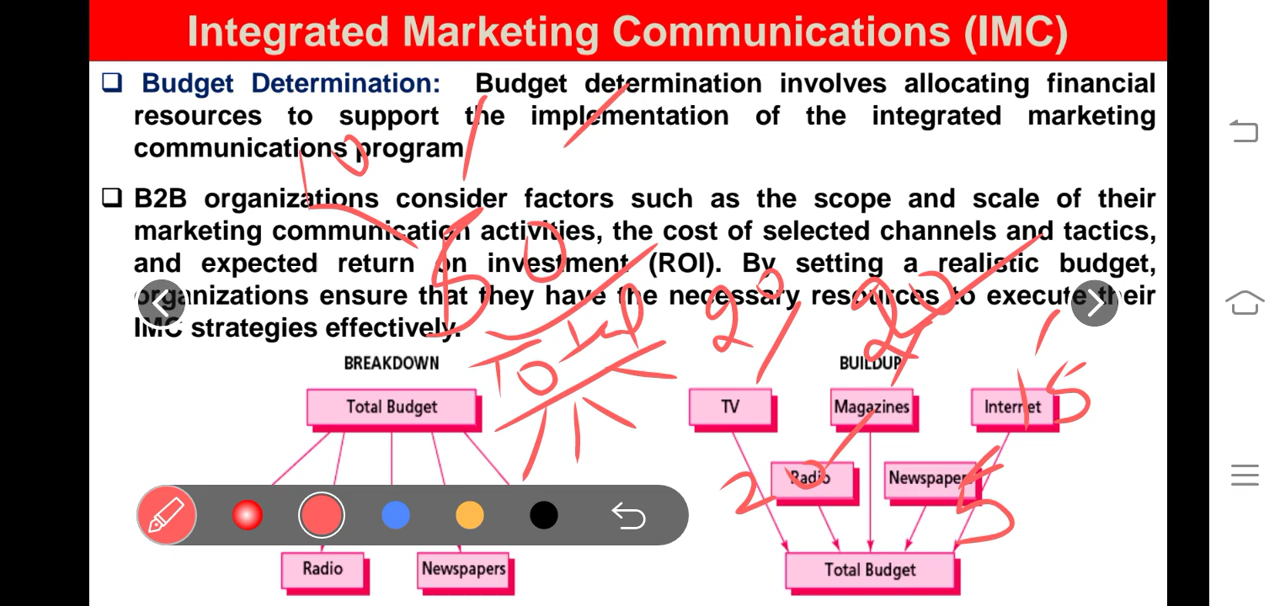 Integrated Marketing Communications (IMC)
❑ Budget Determination: Budget determination involves allocating financial
resources to support the implementation of the integrated marketing
communications program
❑ B2B organizations consider factors such as the scope and scale of their
marketing communication activities, the cost of selected channels and tactics,
and expected return on investment (ROI). By setting a realistic budget,
organizations ensure that they have the necessary resources to execute their
IMC strategies effectively.
BREAKDOWN
BUILDUP
Total Budget
TV
Magazines
Internet
Radio
Newspapers
Radio
Newspapers
Total Budget
10
50
20
20
15
20
5